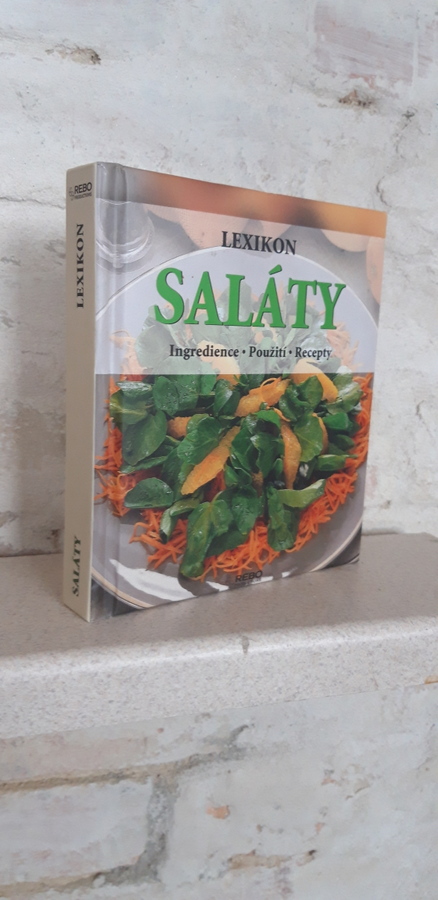 REBO
LEXIKON
SALÁTY
LEXIKON
SALÁTY
Ingredience • Použití • Recepty
REBO